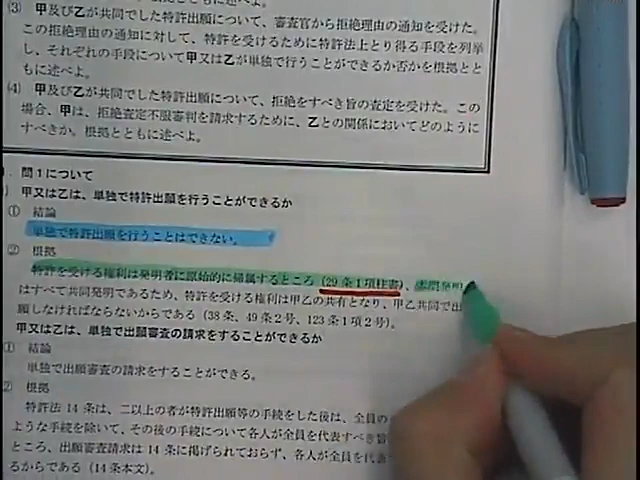 (3) 甲及び乙が共同でした特許出願について、審査官から拒絶理由の通知を受けた。
この拒絶理由の通知に対して、特許を受けるために特許法上とり得る手段を列挙
し、それぞれの手段について甲又は乙が単独で行うことができるか否かを根拠とと
もに述べよ。
(4) 甲及び乙が共同でした特許出願について、拒絶をすべき旨の査定を受けた。この
場合、甲は、拒絶査定不服審判を請求するために、乙との関係においてどのように
すべきか。根拠とともに述べよ。
問1について
甲又は乙は、単独で特許出願を行うことができるか
① 結論
単独で特許出願を行うことはできない。
② 根拠
特許を受ける権利は発明者に原始的に帰属するところ(29条1項柱書)、
はすべて共同発明であるため、特許を受ける権利は甲乙の共有となり、甲乙共同で出
願しなければならないからである(38条、49条2号、123条1項2号)。
甲又は乙は、単独で出願審査の請求をすることができるか
① 結論
単独で出願審査の請求をすることができる。
② 根拠
特許法14条は、二以上の者が特許出願等の手続をした後は、全員の
ような手続を除いて、その後の手続について各人が全員を代表すべき旨
ところ、出願審査請求は14条に掲げられておらず、各人が全員を代表
るからである(14条本文)。